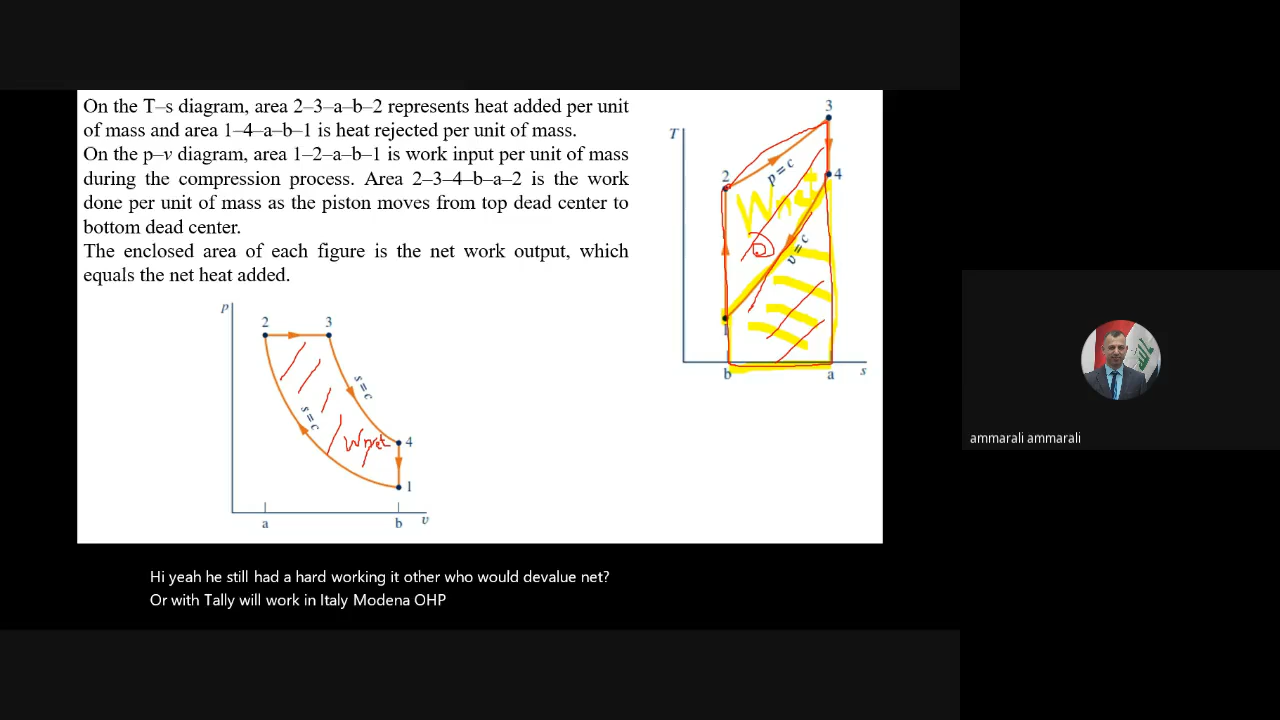 On the T–s diagram, area 2–3–a–b–2 represents heat added per unit
of mass and area 1–4–a–b–1 is heat rejected per unit of mass.
On the p–v diagram, area 1–2–a–b–1 is work input per unit of mass
during the compression process. Area 2–3–4–b–a–2 is the work
done per unit of mass as the piston moves from top dead center to
bottom dead center.
The enclosed area of each figure is the net work output, which
equals the net heat added.
T
3
2
p = c
4
Wnet
v = c
1
b
a
s
p
2
3
s = c
s = c
Wnet
4
1
a
b
v
ammarali ammarali
Hi yeah he still had a hard working it other who would devalue net?
Or with Tally will work in Italy Modena OHP